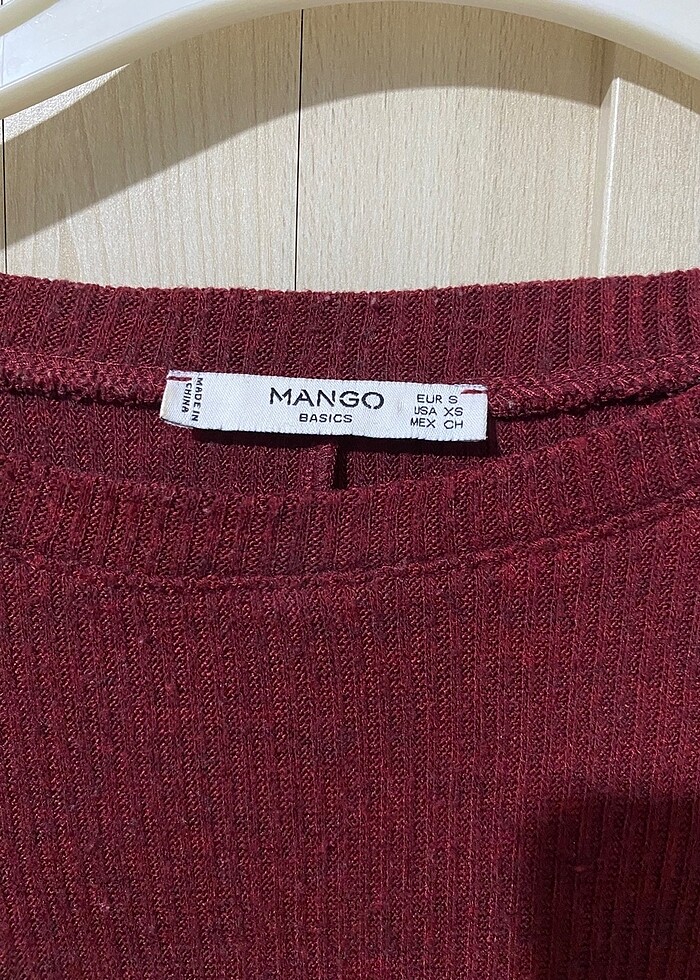 MADE IN
CHINA
MANGO
BASICS
EUR S
USA XS
MEX CH